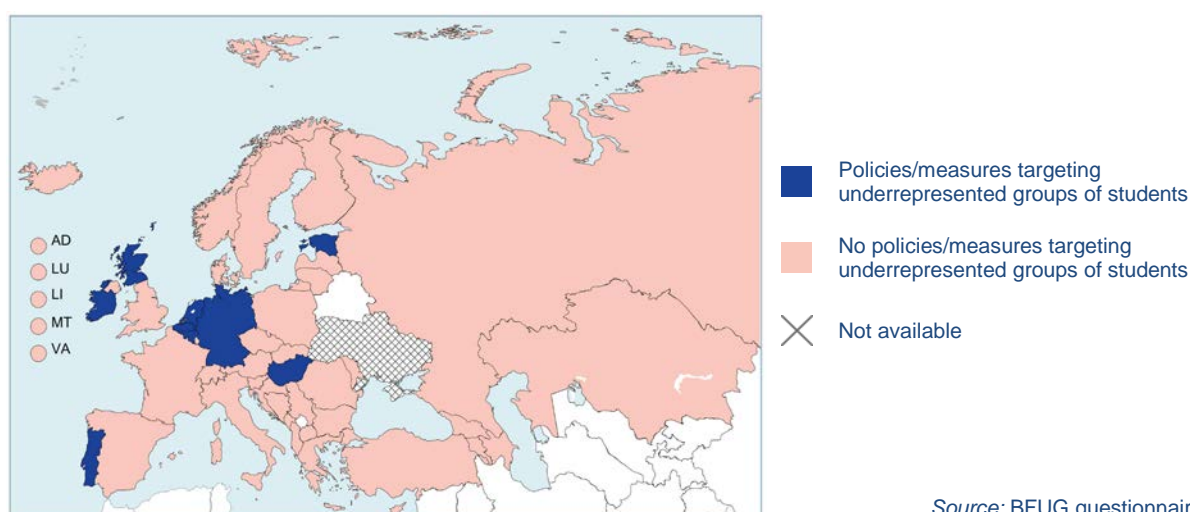 AD
LU
LI
MT
VA
Policies/measures targeting
underrepresented groups of students
No policies/measures targeting
underrepresented groups of students
Not available
Source: BFUG questionnair